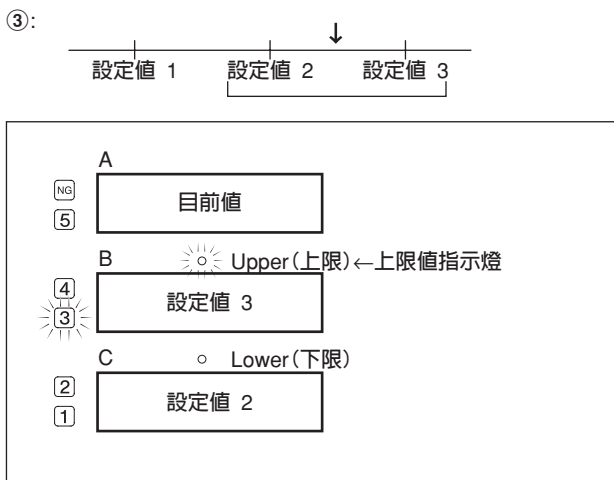 ③:
↓
設定值 1 設定值 2 設定值 3
A
NG
目前值
5
B
Upper(上限)←上限值指示燈
4
設定值 3
3
C
Lower(下限)
2
設定值 2
1